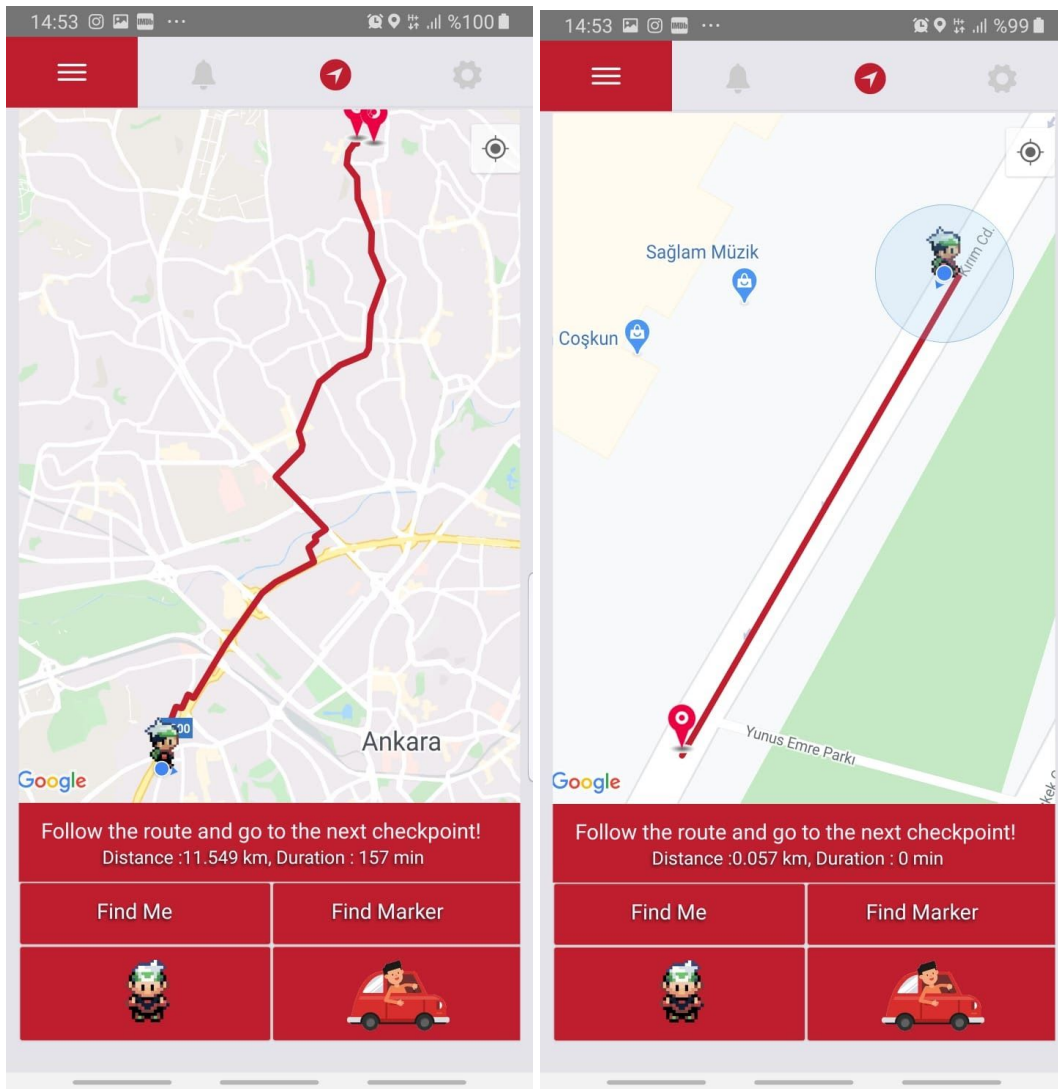 14:53 %100
Ankara
Google
Follow the route and go to the next checkpoint!
Distance :11.549 km, Duration : 157 min
Find Me
Find Marker
14:53 %99
Kırım Cd.
Sağlam Müzik
Coşkun
Yunus Emre Parkı
Google
Follow the route and go to the next checkpoint!
Distance :0.057 km, Duration : 0 min
Find Me
Find Marker